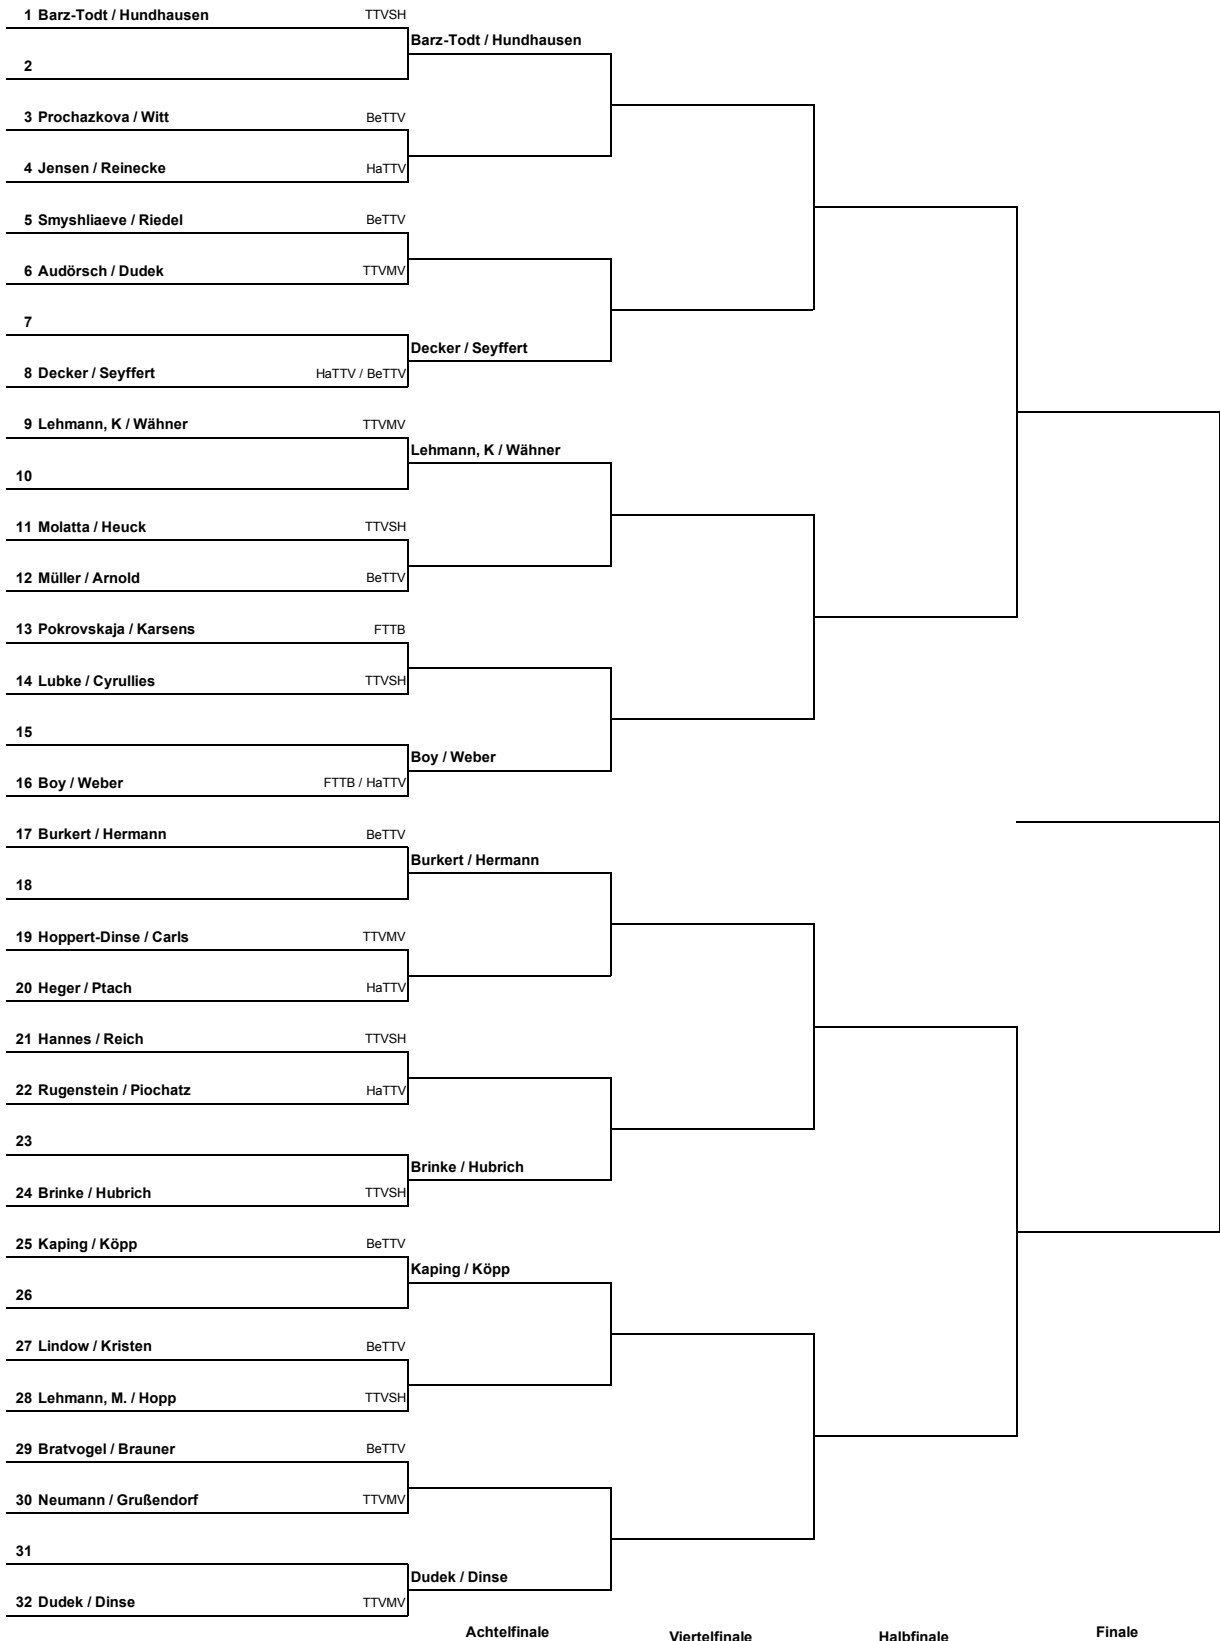 1 Barz-Todt / Hundhausen TTVSH
Barz-Todt / Hundhausen
2
3 Prochazkova / Witt BeTTV
4 Jensen / Reinecke HaTTV
5 Smyshliaeve / Riedel BeTTV
6 Audörsch / Dudek TTVMV
7
Decker / Seyffert
8 Decker / Seyffert HaTTV / BeTTV
9 Lehmann, K / Wähner TTVMV
Lehmann, K / Wähner
10
11 Molatta / Heuck TTVSH
12 Müller / Arnold BeTTV
13 Pokrovskaja / Karsens FTTB
14 Lubke / Cyrullies TTVSH
15
Boy / Weber
16 Boy / Weber FTTB / HaTTV
17 Burkert / Hermann BeTTV
Burkert / Hermann
18
19 Hoppert-Dinse / Carls TTVMV
20 Heger / Ptach HaTTV
21 Hannes / Reich TTVSH
22 Rugenstein / Piochatz HaTTV
23
Brinke / Hubrich
24 Brinke / Hubrich TTVSH
25 Kaping / Köpp BeTTV
Kaping / Köpp
26
27 Lindow / Kristen BeTTV
28 Lehmann, M. / Hopp TTVSH
29 Bratvogel / Brauner BeTTV
30 Neumann / Grußendorf TTVMV
31
Dudek / Dinse
32 Dudek / Dinse TTVMV
Achtelfinale Viertelfinale Halbfinale Finale